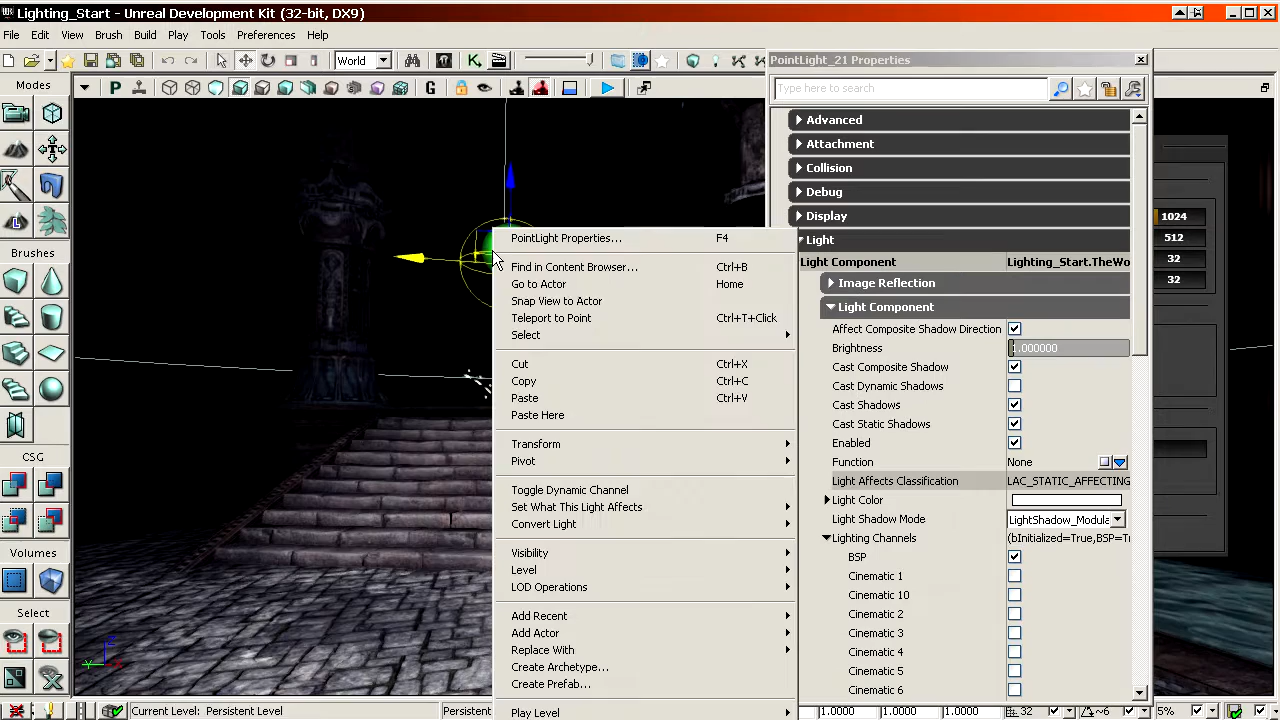 Lighting_Start - Unreal Development Kit (32-bit, DX9)
File Edit View Brush Build Play Tools Preferences Help
World
PointLight_21 Properties
Type here to search
Modes
Brushes
CSG
Volumes
Select
PointLight Properties... F4
Find in Content Browser... Ctrl+B
Go to Actor Home
Snap View to Actor
Teleport to Point Ctrl+T+Click
Select
Cut Ctrl+X
Copy Ctrl+C
Paste Ctrl+V
Paste Here
Transform
Pivot
Toggle Dynamic Channel
Set What This Light Affects
Convert Light
Visibility
Level
LOD Operations
Add Recent
Replace With
Create Archetype...
Create Prefab...
Play Level
Advanced
Attachment
Collision
Debug
Display
Light
Light Component Lighting_Start.TheWo
Image Reflection
Light Component
Affect Composite Shadow Direction
Brightness 1.000000
Cast Composite Shadow
Cast Dynamic Shadows
Cast Shadows
Cast Static Shadows
Enabled
Function None
Light Affects Classification LAC_STATIC_AFFECTING
Light Color
Light Shadow Mode LightShadow_Modula
Lighting Channels (bInitialized=True,BSP=Tr
BSP
Cinematic 1
Cinematic 10
Cinematic 2
Cinematic 3
Cinematic 4
Cinematic 5
Cinematic 6
1024
512
32
32
Current Level: Persistent Level
Persistent
1.0000 1.0000 1.0000 32 6 5%